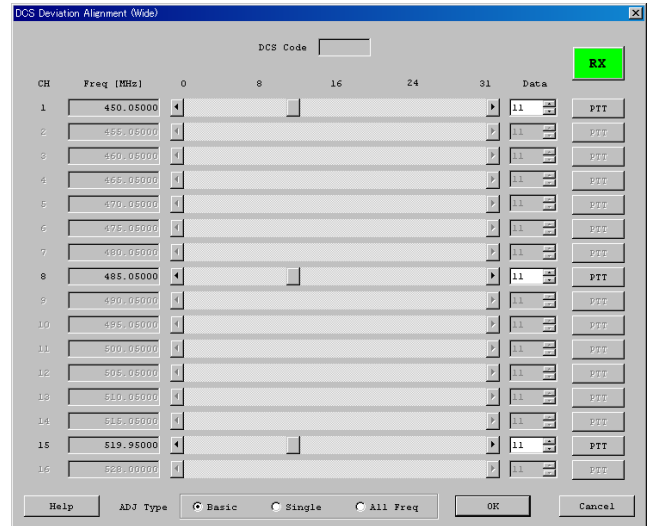 DCS Deviation Alignment (Wide)
DCS Code
RX
CH Freq [MHz] 0 8 16 24 31 Data
1 450.05000 11 PTT
2 455.05000 11 PTT
3 460.05000 11 PTT
4 465.05000 11 PTT
5 470.05000 11 PTT
6 475.05000 11 PTT
7 480.05000 11 PTT
8 485.05000 11 PTT
9 490.05000 11 PTT
10 495.05000 11 PTT
11 500.05000 11 PTT
12 505.05000 11 PTT
13 510.05000 11 PTT
14 515.05000 11 PTT
15 519.95000 11 PTT
16 528.00000 11 PTT
Help ADJ Type Basic Single All Freq OK Cancel